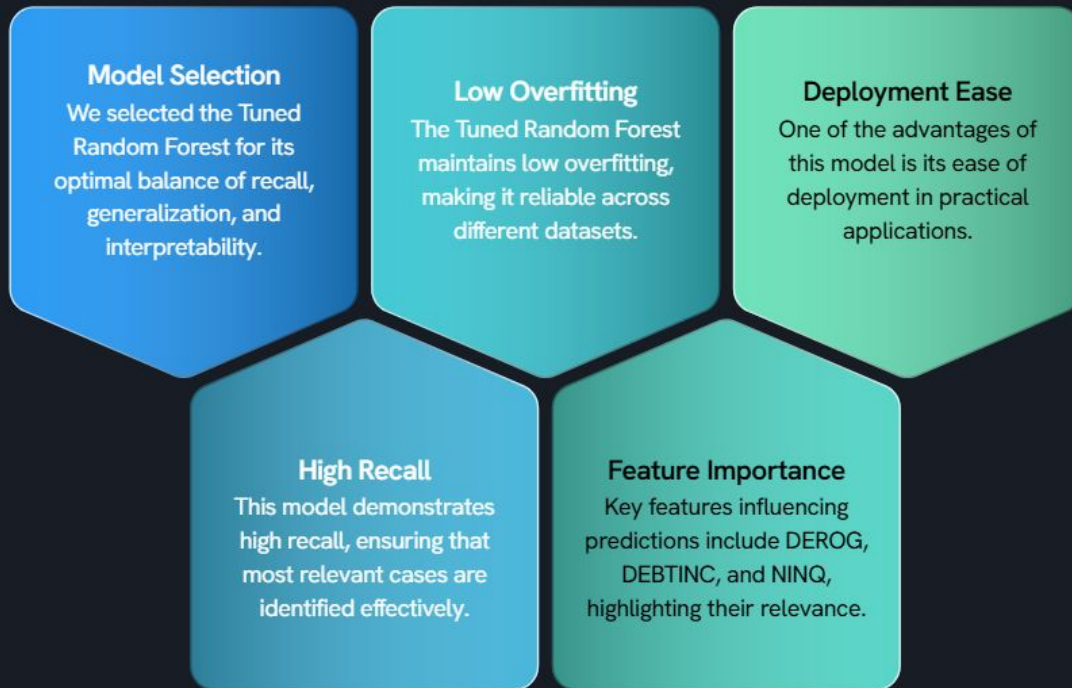 Model Selection
We selected the Tuned
Random Forest for its
optimal balance of recall,
generalization, and
interpretability.
Low Overfitting
The Tuned Random Forest
maintains low overfitting,
making it reliable across
different datasets.
Deployment Ease
One of the advantages of
this model is its ease of
deployment in practical
applications.
High Recall
This model demonstrates
high recall, ensuring that
most relevant cases are
identified effectively.
Feature Importance
Key features influencing
predictions include DEROG,
DEBTINC, and NINQ,
highlighting their relevance.